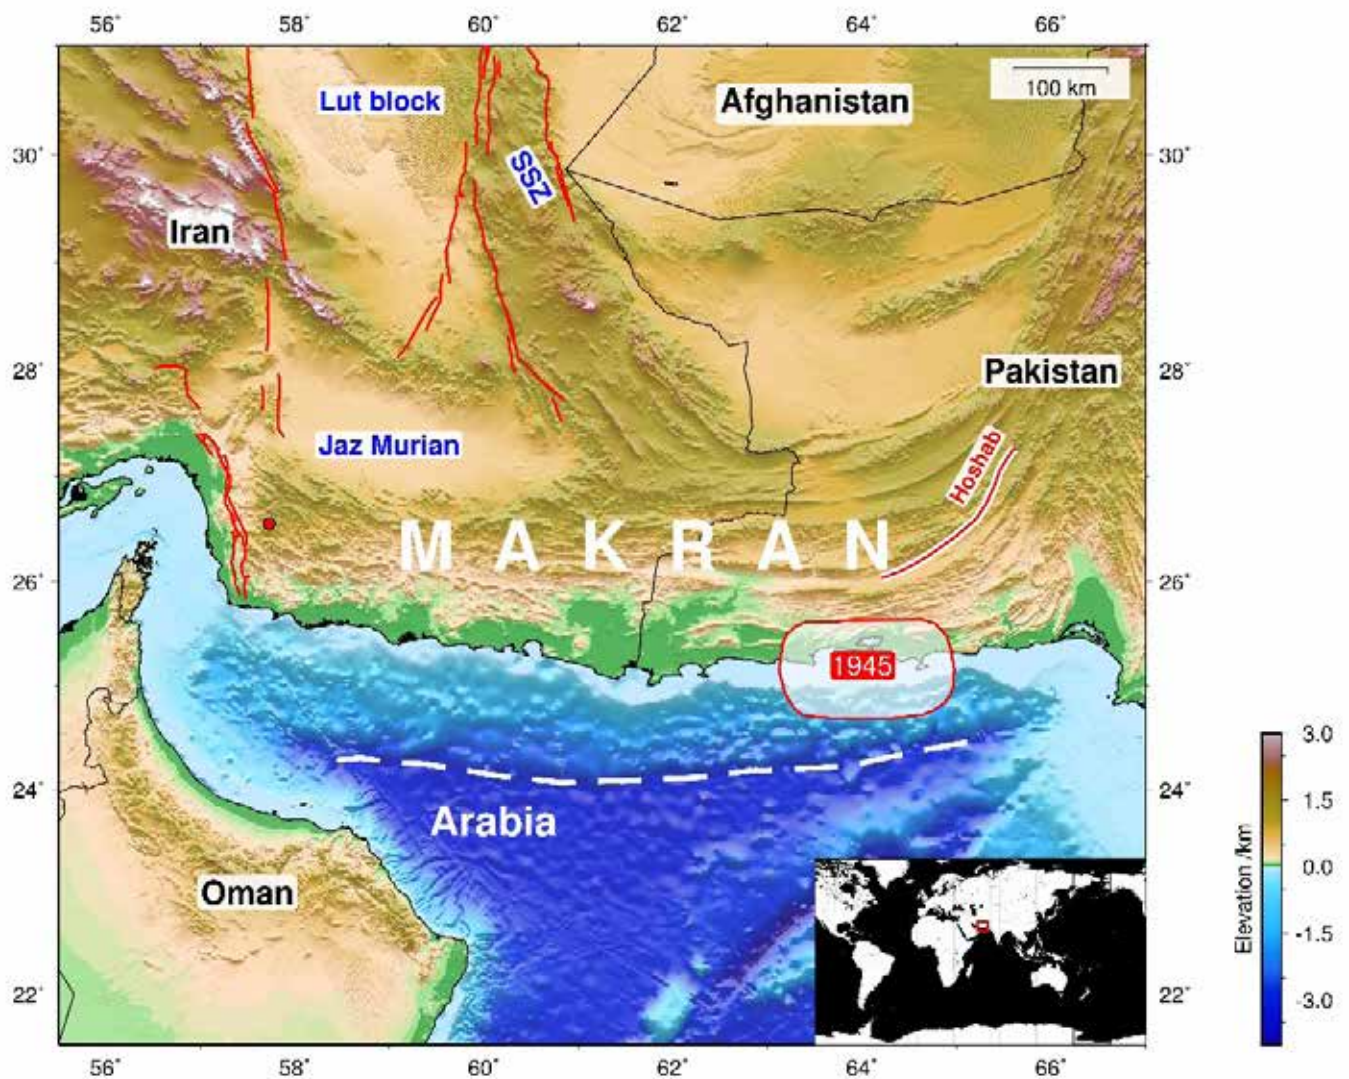 56° 58° 60° 62° 64° 66°
Lut block
Afghanistan
100 km
30° 30°
SSZ
Iran
28° 28°
Pakistan
Jaz Murian
Hoshab
M A K R A N
26° 26°
1945
24° 24°
Arabia
Oman
22° 22°
56° 58° 60° 62° 64° 66°
3.0
1.5
0.0
-1.5
-3.0
Elevation /km